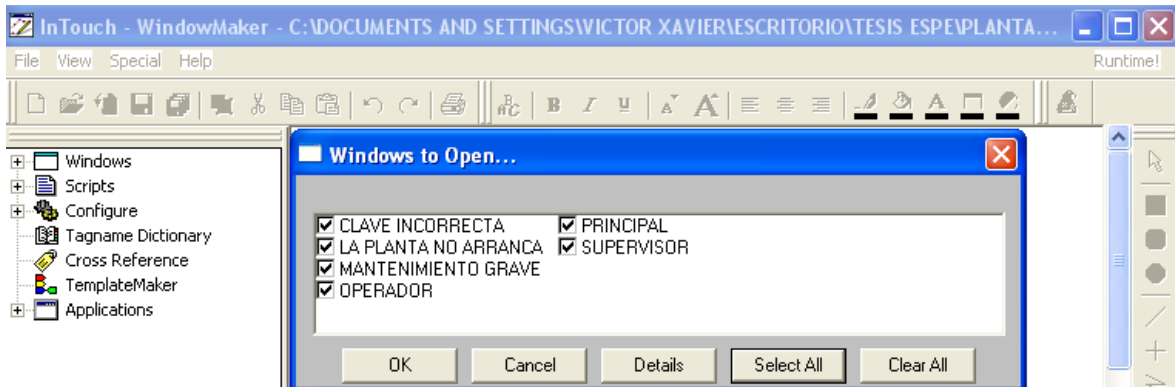 InTouch - WindowMaker - C:\DOCUMENTS AND SETTINGS\VICTOR XAVIER\ESCRITORIO\TESIS ESPE\PLANTA...
File View Special Help Runtime!
Windows
Scripts
Configure
Tagname Dictionary
Cross Reference
TemplateMaker
Applications
Windows to Open...
CLAVE INCORRECTA PRINCIPAL
LA PLANTA NO ARRANCA SUPERVISOR
MANTENIMIENTO GRAVE
OPERADOR
OK Cancel Details Select All Clear All